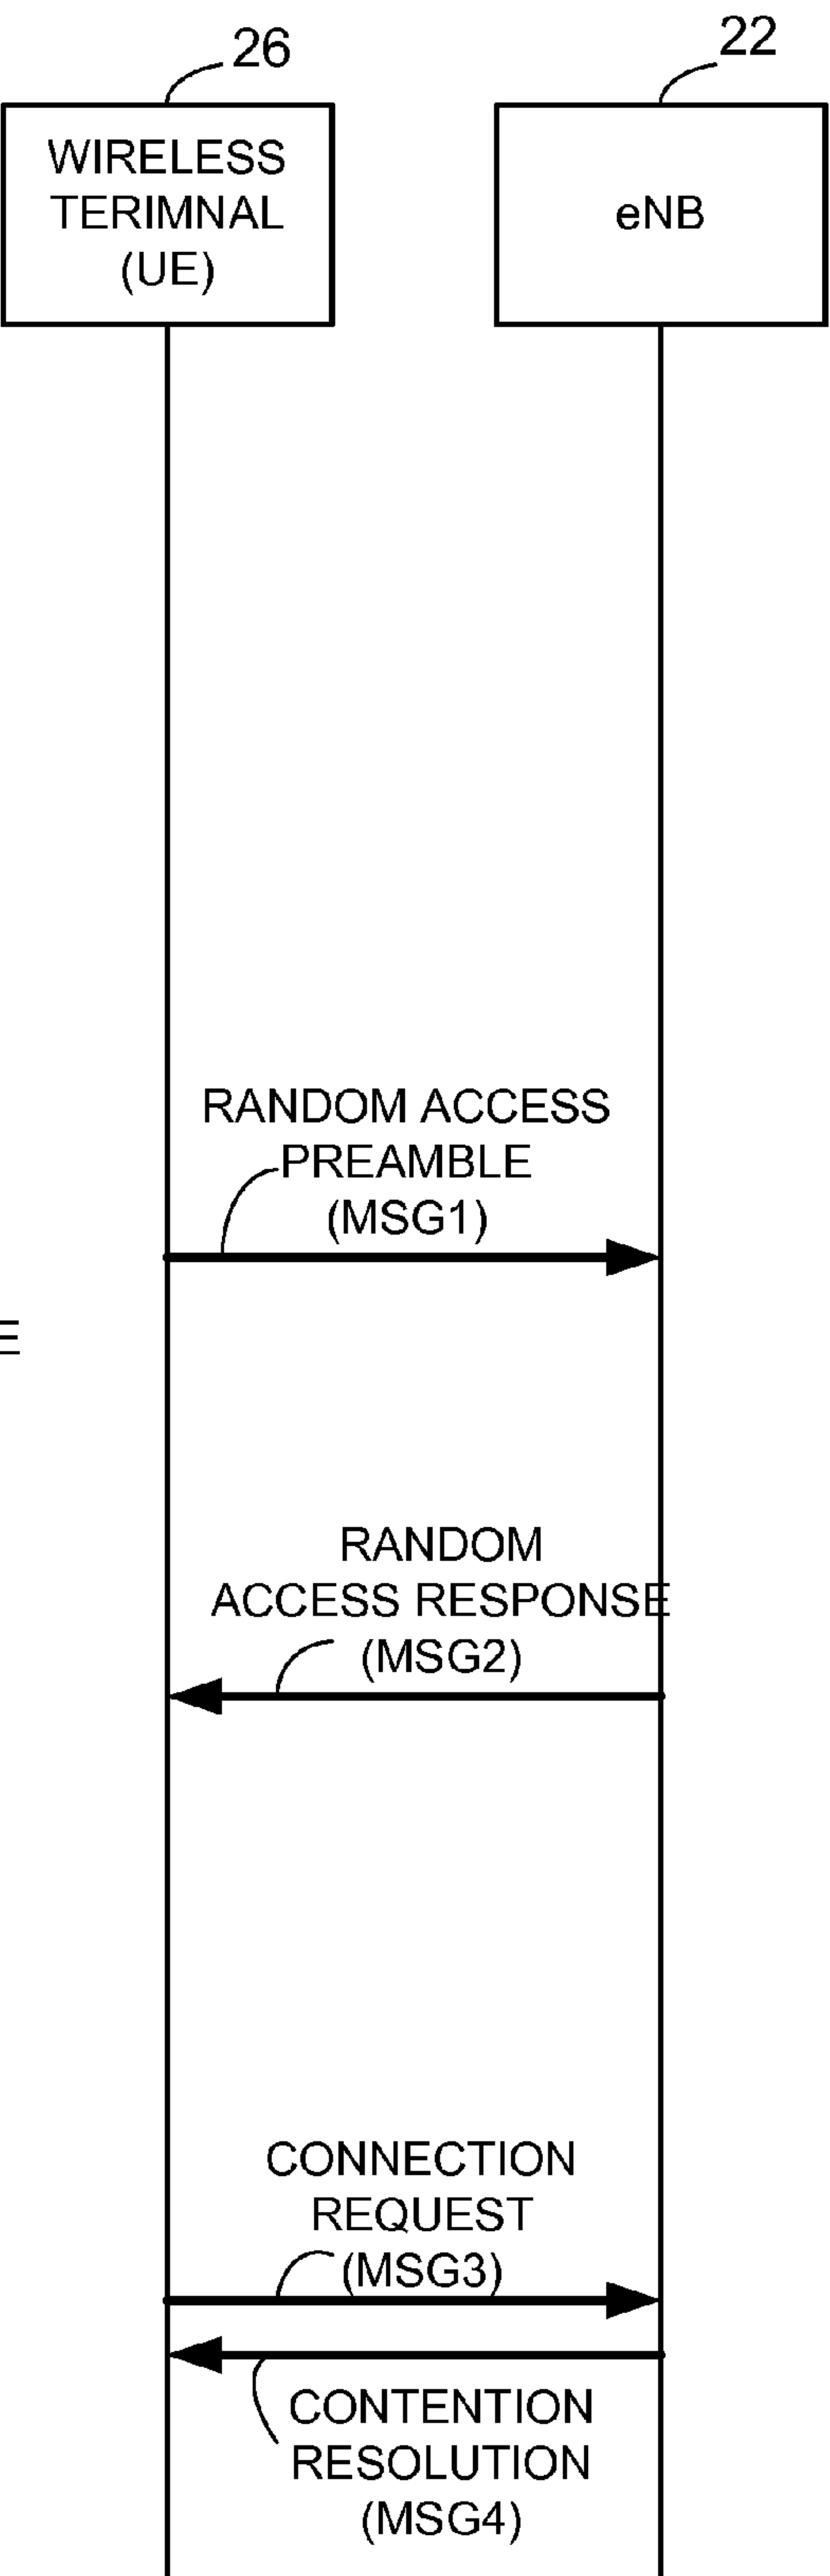 26
22
WIRELESS
TERIMNAL
(UE)
eNB
RANDOM ACCESS
PREAMBLE
(MSG1)
E
RANDOM
ACCESS RESPONSE
(MSG2)
CONNECTION
REQUEST
(MSG3)
CONTENTION
RESOLUTION
(MSG4)